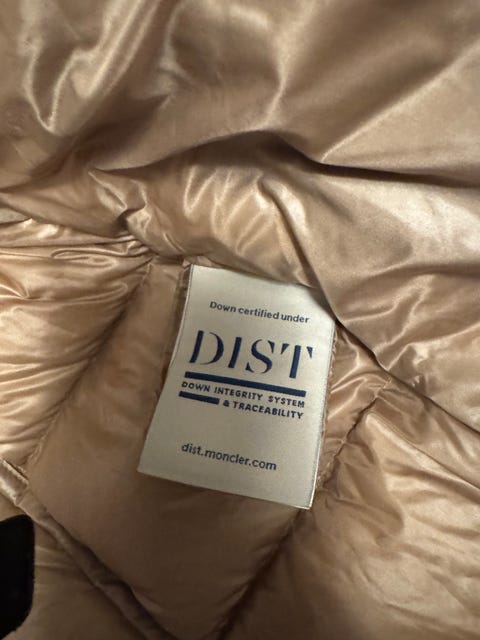 Down certified under
DIST
DOWN INTEGRITY SYSTEM
& TRACEABILITY
dist.moncler.com